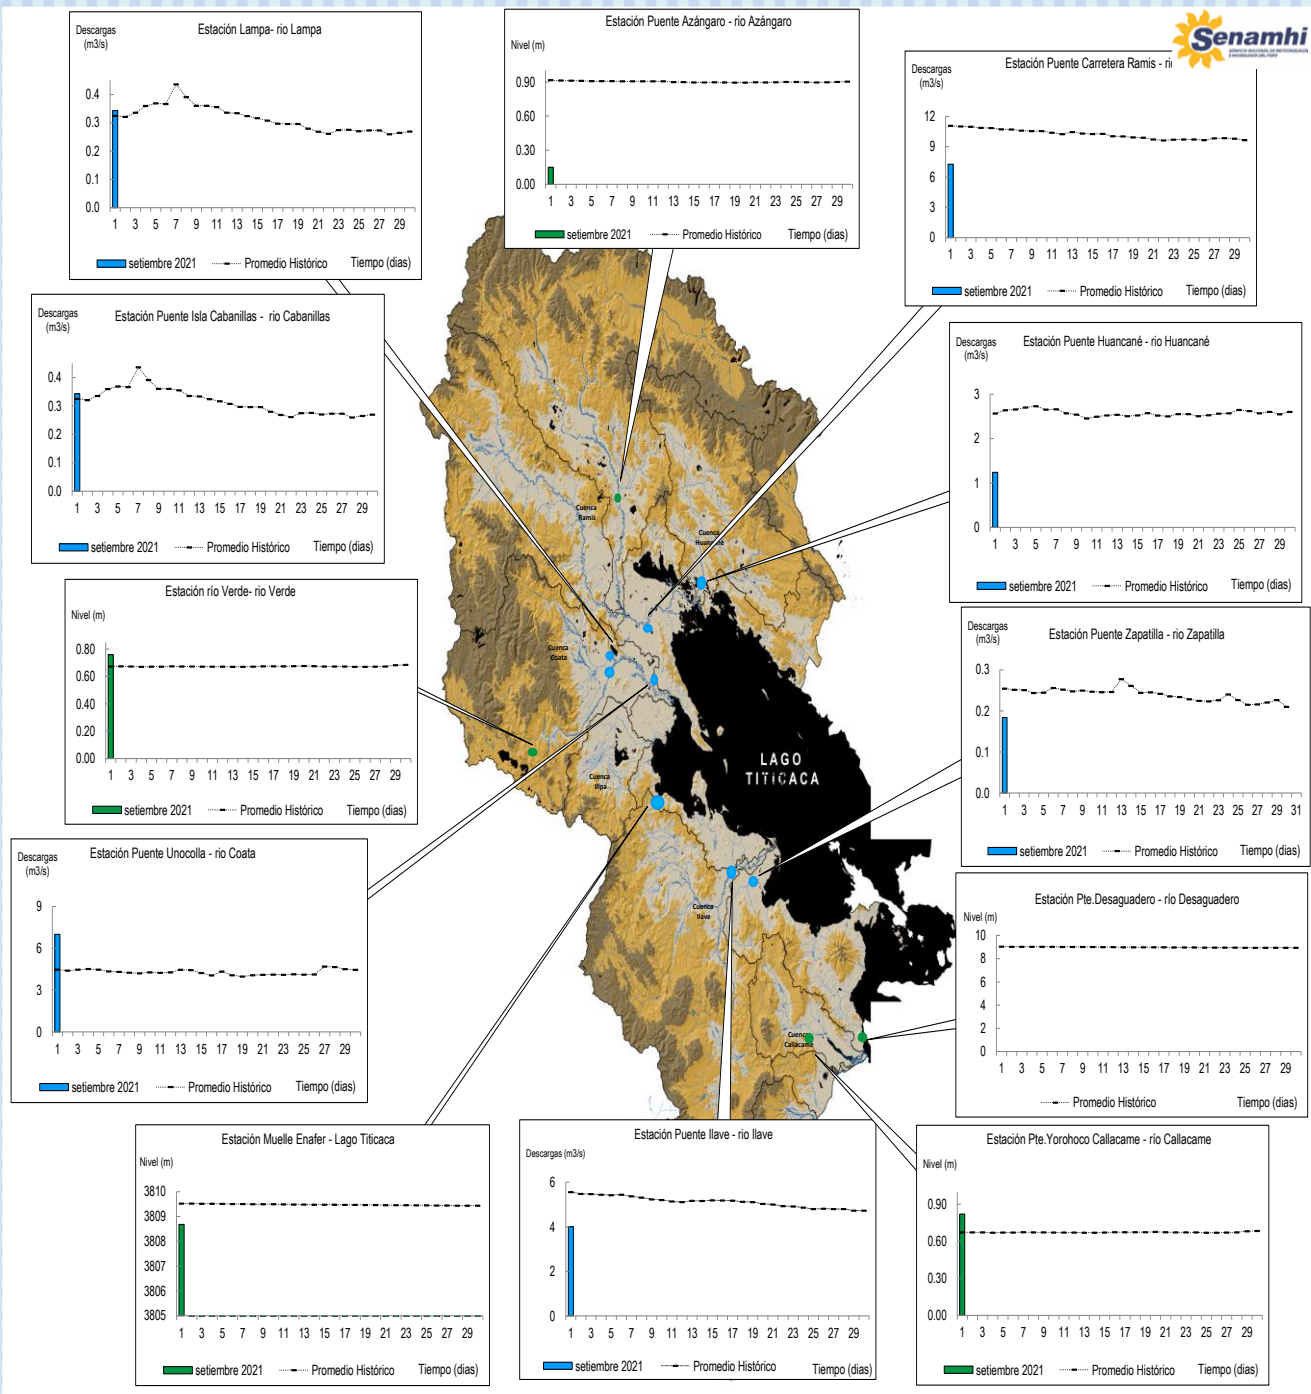 Senamhi
SERVICIO NACIONAL DE METEOROLOGÍA
E HIDROLOGÍA DEL PERÚ
Descargas
(m3/s)
Estación Lampa- rio Lampa
0.4
0.3
0.2
0.1
0.0
1 3 5 7 9 11 13 15 17 19 21 23 25 27 29
setiembre 2021 Promedio Histórico Tiempo (dias)
Estación Puente Azángaro - rio Azángaro
Nivel (m)
0.90
0.60
0.30
0.00
1 3 5 7 9 11 13 15 17 19 21 23 25 27 29
setiembre 2021 Promedio Histórico Tiempo (dias)
Estación Puente Carretera Ramis - rí
Descargas
(m3/s)
12
9
6
3
0
1 3 5 7 9 11 13 15 17 19 21 23 25 27 29
setiembre 2021 Promedio Histórico Tiempo (dias)
Descargas
(m3/s)
Estación Puente Isla Cabanillas - rio Cabanillas
0.4
0.3
0.2
0.1
0.0
1 3 5 7 9 11 13 15 17 19 21 23 25 27 29
setiembre 2021 Promedio Histórico Tiempo (dias)
Descargas
(m3/s)
Estación Puente Huancané - rio Huancané
3
2
1
0
1 3 5 7 9 11 13 15 17 19 21 23 25 27 29
setiembre 2021 Promedio Histórico Tiempo (dias)
Estación río Verde- rio Verde
Nivel (m)
0.80
0.60
0.40
0.20
0.00
1 3 5 7 9 11 13 15 17 19 21 23 25 27 29
setiembre 2021 Promedio Histórico Tiempo (dias)
Descargas
(m3/s)
Estación Puente Zapatilla - rio Zapatilla
0.3
0.2
0.1
0.0
1 3 5 7 9 11 13 15 17 19 21 23 25 27 29 31
setiembre 2021 Promedio Histórico Tiempo (dias)
Cuenca
Ramis
Cuenca
Huancané
Cuenca
Coata
Cuenca
Illpa
LAGO
TITICACA
Cuenca
Ilave
Cuenca
Callacame
Descargas
(m3/s)
Estación Puente Unocolla - rio Coata
9
6
3
0
1 3 5 7 9 11 13 15 17 19 21 23 25 27 29
setiembre 2021 Promedio Histórico Tiempo (dias)
Estación Pte.Desaguadero - río Desaguadero
Nivel (m)
10
8
6
4
2
0
1 3 5 7 9 11 13 15 17 19 21 23 25 27 29
Promedio Histórico Tiempo (dias)
Estación Muelle Enafer - Lago Titicaca
Nivel (m)
3810
3809
3808
3807
3806
3805
1 3 5 7 9 11 13 15 17 19 21 23 25 27 29
setiembre 2021 Promedio Histórico Tiempo (dias)
Estación Puente Ilave - rio Ilave
Descargas (m3/s)
6
4
2
0
1 3 5 7 9 11 13 15 17 19 21 23 25 27 29
setiembre 2021 Promedio Histórico Tiempo (dias)
Estación Pte.Yorohoco Callacame - río Callacame
Nivel (m)
0.90
0.60
0.30
0.00
1 3 5 7 9 11 13 15 17 19 21 23 25 27 29
setiembre 2021 Promedio Histórico Tiempo (dias)